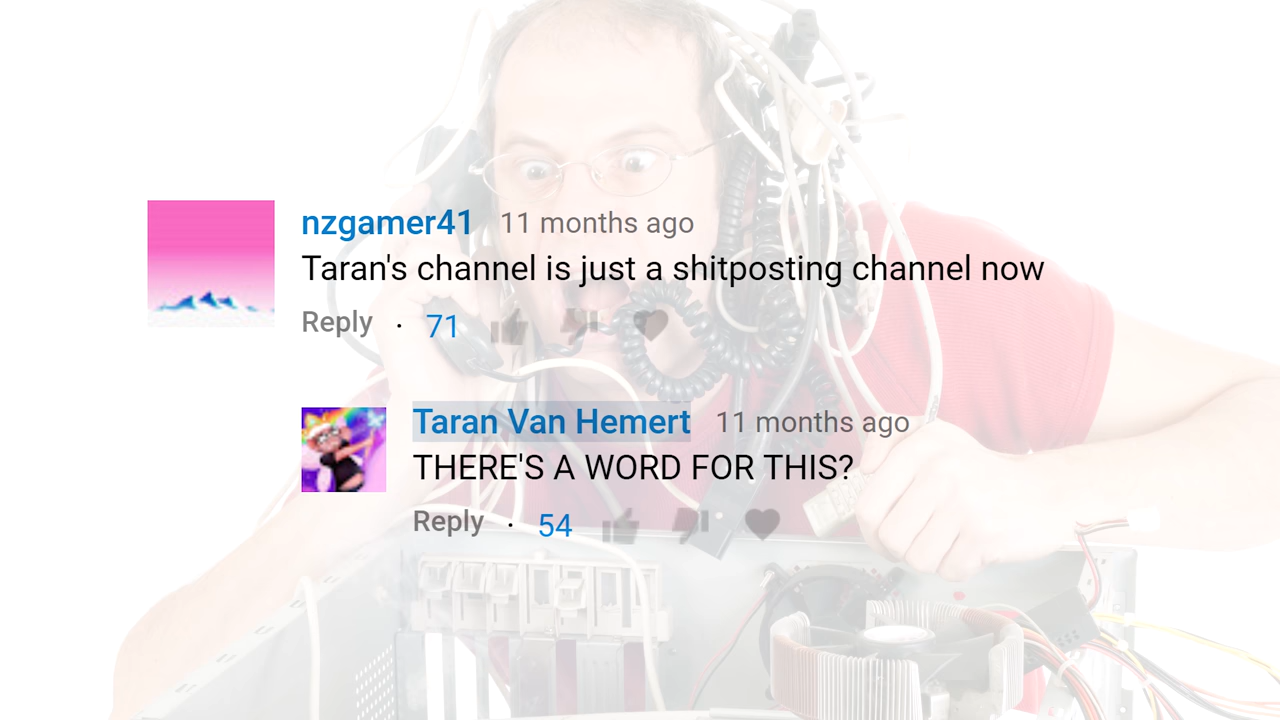 nzgamer41 11 months ago
Taran's channel is just a shitposting channel now
Reply · 71
Taran Van Hemert 11 months ago
THERE'S A WORD FOR THIS?
Reply · 54